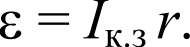 ε = Iк.з r.